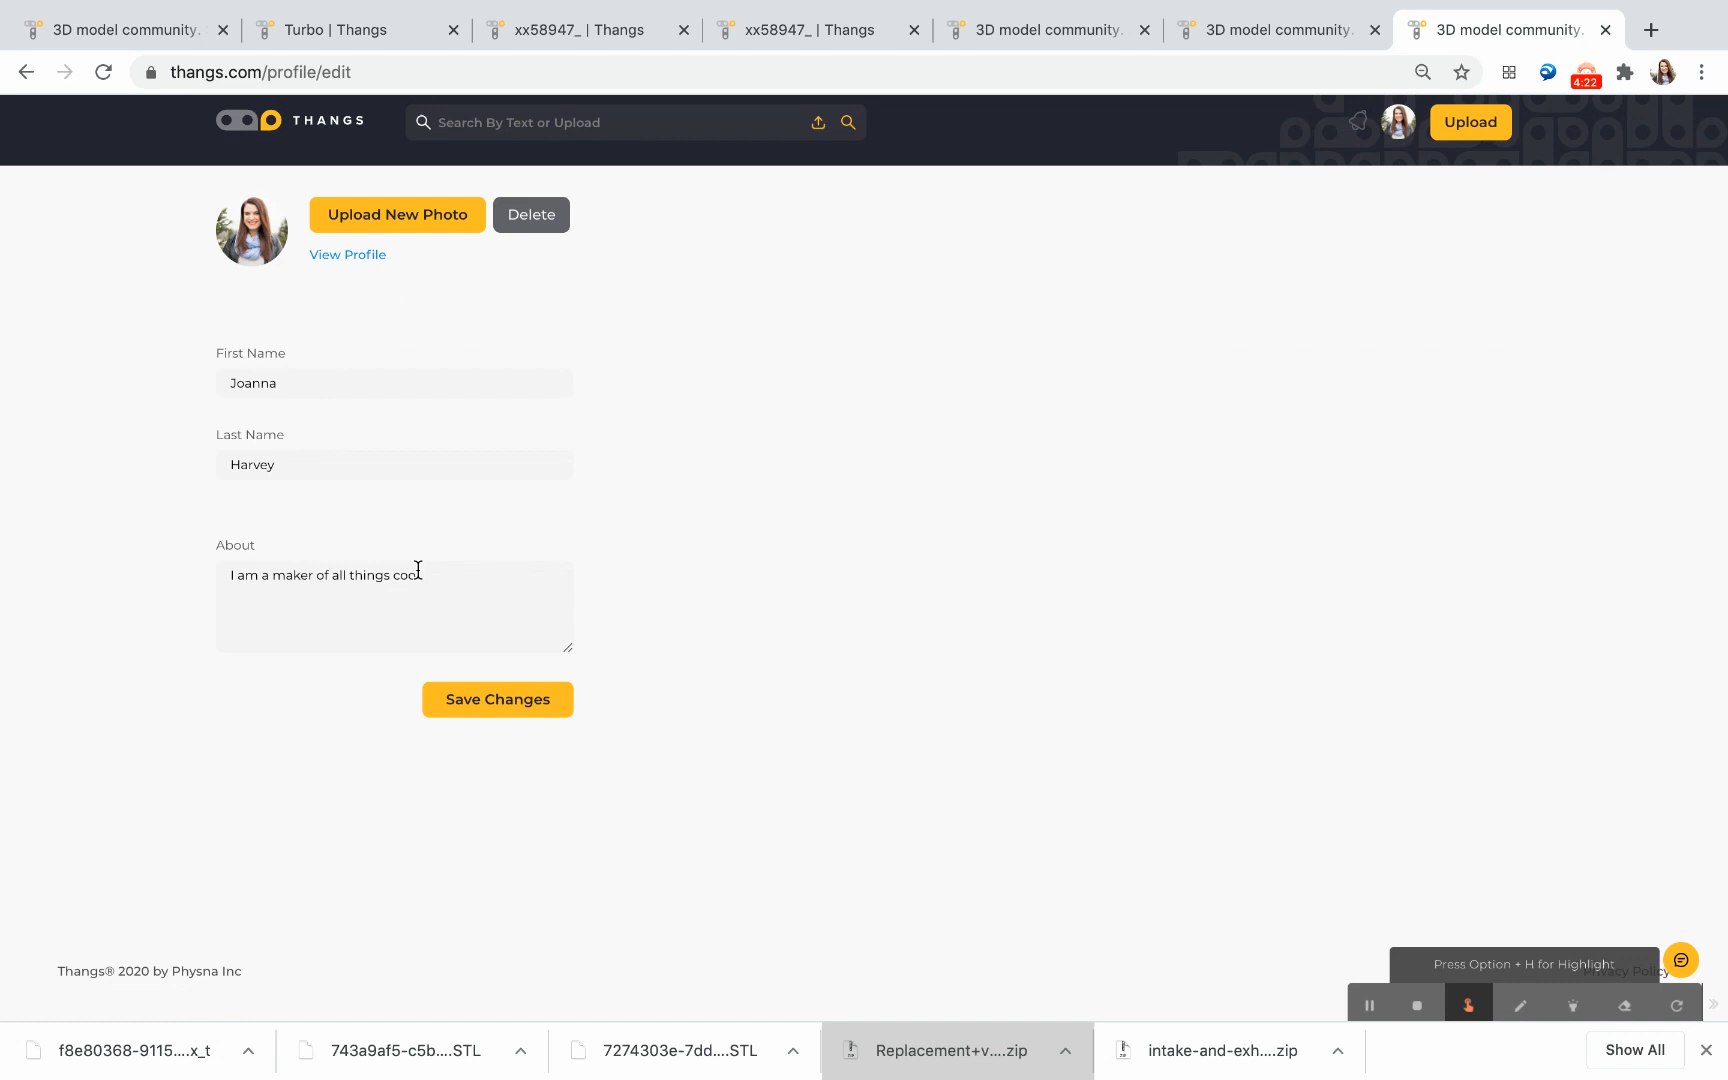 3D model community.
Turbo | Thangs
xx58947_ | Thangs
xx58947_ | Thangs
3D model community.
3D model community.
3D model community.
thangs.com/profile/edit
4:22
THANGS
Search By Text or Upload
Upload
Upload New Photo
Delete
View Profile
First Name
Joanna
Last Name
Harvey
About
I am a maker of all things
Save Changes
Thangs® 2020 by Physna Inc
Press Option + H for Highlight
Privacy Policy
f8e80368-9115....x_t
743a9af5-c5b....STL
7274303e-7dd....STL
Replacement+v....zip
intake-and-exh....zip
Show All